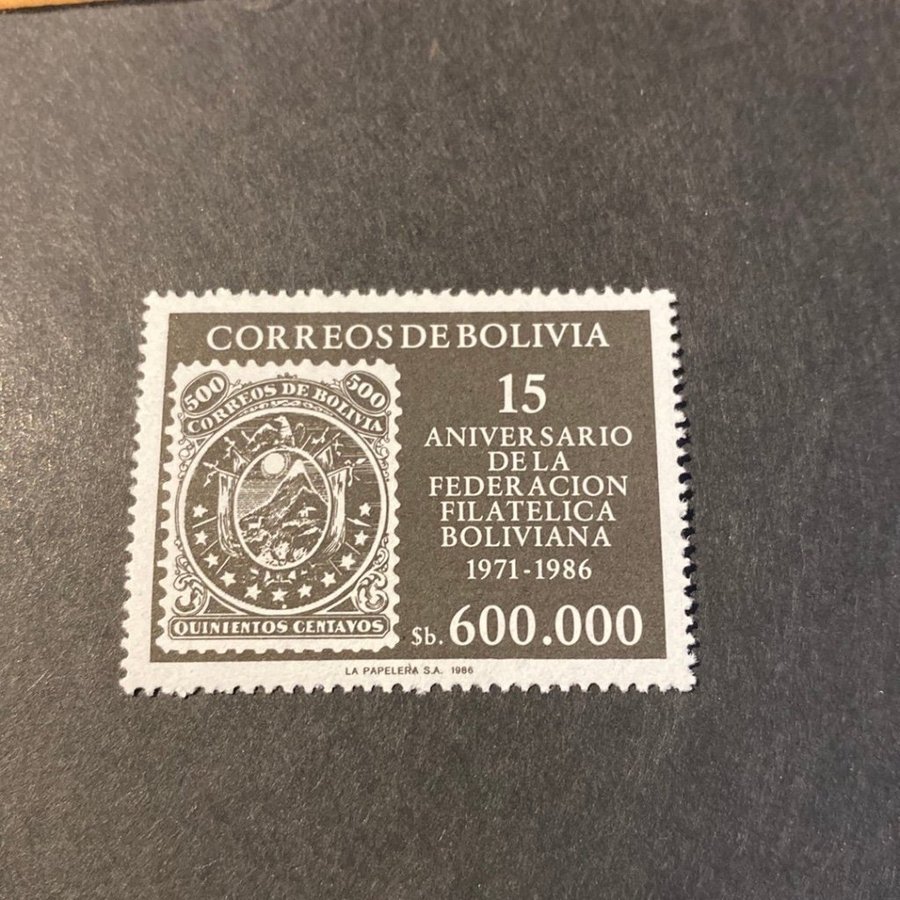 CORREOS DE BOLIVIA
500 500
CORREOS DE BOLIVIA
QUINIENTOS CENTAVOS
15
ANIVERSARIO
DE LA
FEDERACION
FILATELICA
BOLIVIANA
1971-1986
$b. 600.000
LA PAPELERA S.A. 1986